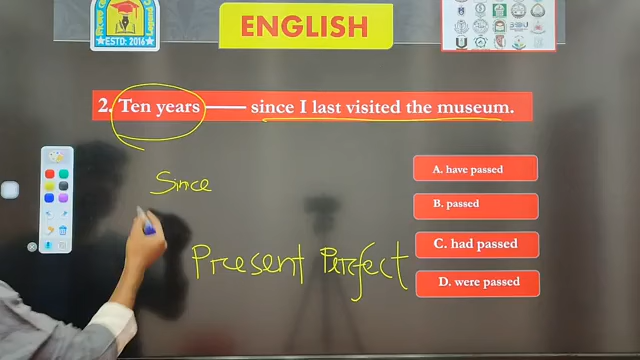 ESTD: 2016
ENGLISH
2. Ten years —— since I last visited the museum.
A. have passed
Since
B. passed
C. had passed
Present Perfect
D. were passed